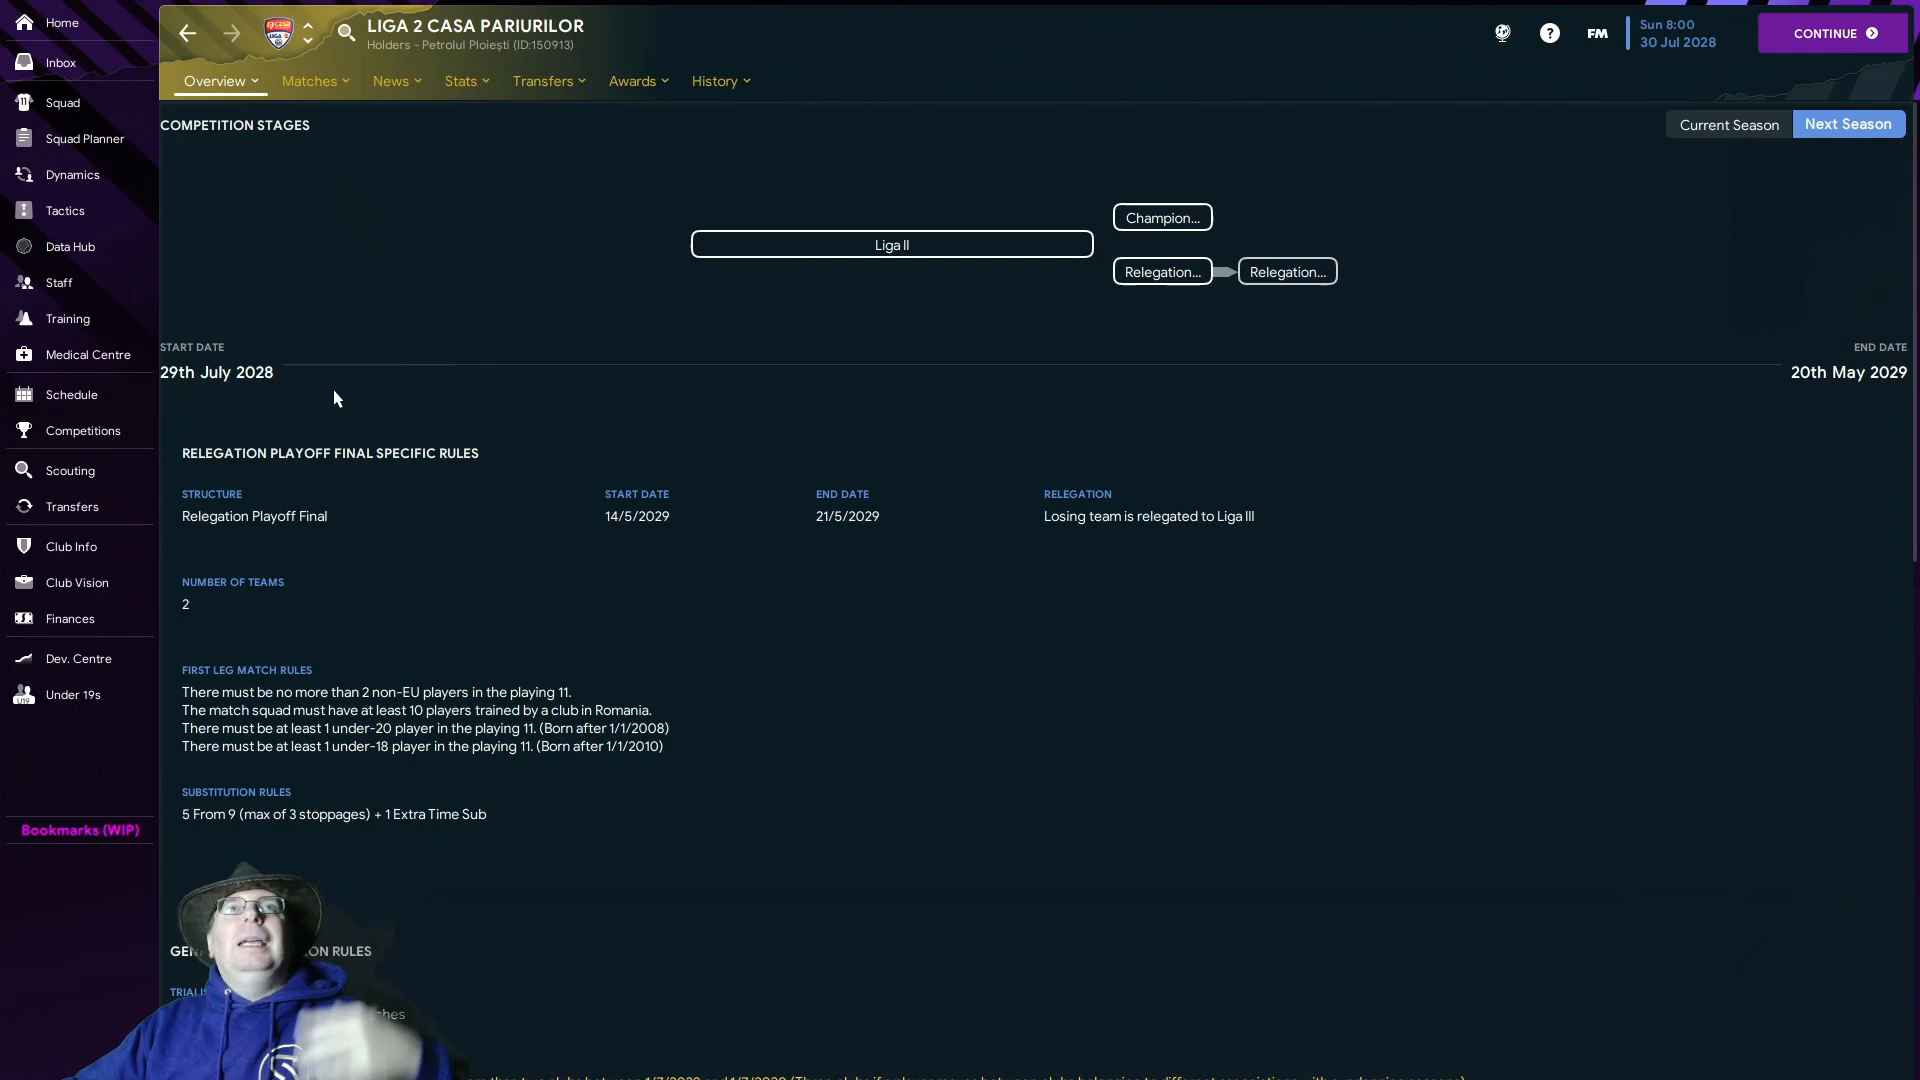 Home
Inbox
Squad
Squad Planner
Dynamics
Tactics
Data Hub
Staff
Training
Medical Centre
Schedule
Competitions
Scouting
Transfers
Club Info
Club Vision
Finances
Dev. Centre
Under 19s
Bookmarks (WIP)
LIGA 2 CASA PARIURILOR
Holders - Petrolul Ploiești (ID:150913)
FM
Sun 8:00
30 Jul 2028
CONTINUE
Overview Matches News Stats Transfers Awards History
COMPETITION STAGES
Current Season Next Season
Liga II
Champion...
Relegation... Relegation...
START DATE
29th July 2028
END DATE
20th May 2029
RELEGATION PLAYOFF FINAL SPECIFIC RULES
STRUCTURE START DATE END DATE RELEGATION
Relegation Playoff Final 14/5/2029 21/5/2029 Losing team is relegated to Liga III
NUMBER OF TEAMS
2
FIRST LEG MATCH RULES
There must be no more than 2 non-EU players in the playing 11.
The match squad must have at least 10 players trained by a club in Romania.
There must be at least 1 under-20 player in the playing 11. (Born after 1/1/2008)
There must be at least 1 under-18 player in the playing 11. (Born after 1/1/2010)
SUBSTITUTION RULES
5 From 9 (max of 3 stoppages) + 1 Extra Time Sub
RULES